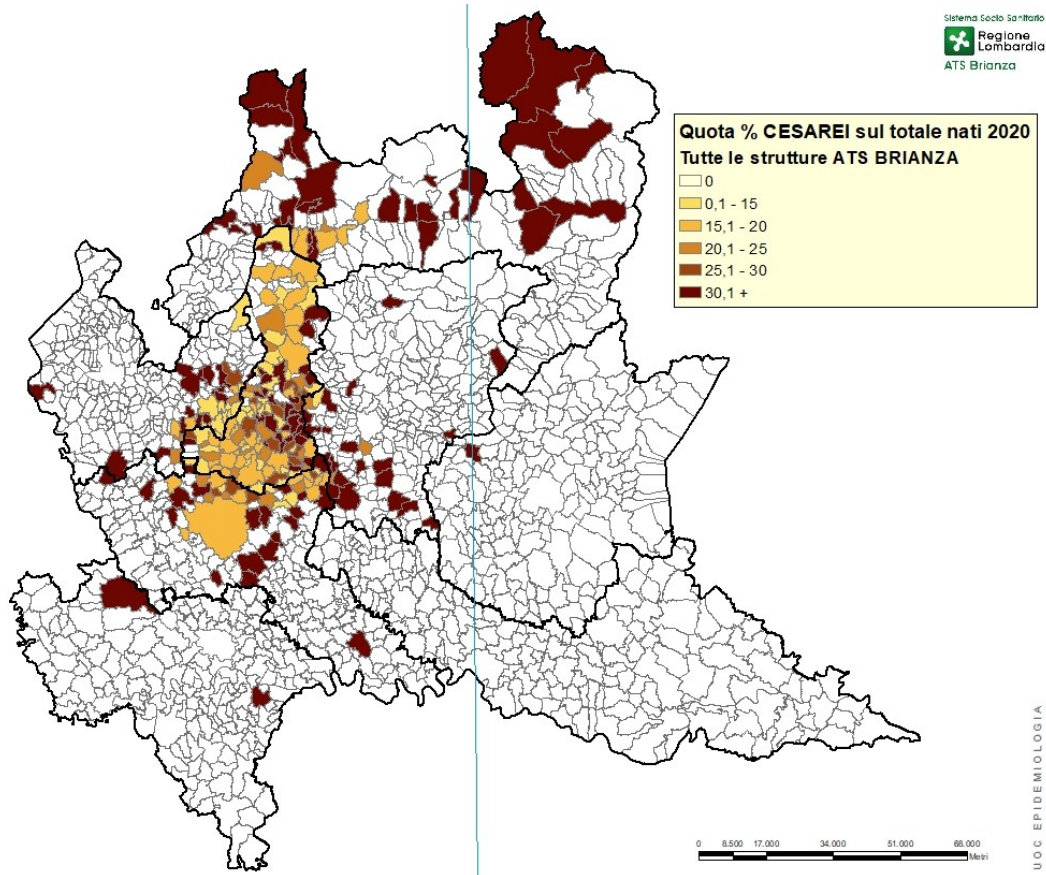 Sistema Socio Sanitario
Regione
Lombardia
ATS Brianza
Quota % CESAREI sul totale nati 2020
Tutte le strutture ATS BRIANZA
0
0,1 - 15
15,1 - 20
20,1 - 25
25,1 - 30
30,1 +
UOC EPIDEMIOLOGIA
0 6.500 17.000 34.000 51.000 66.000
Metri